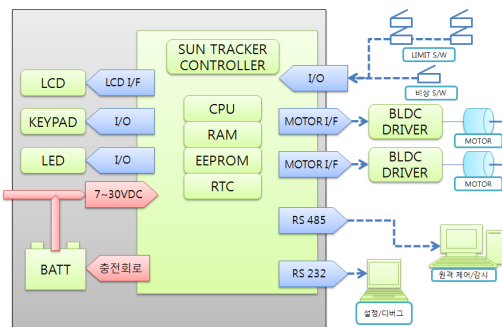 SUN TRACKER
CONTROLLER
LCD
LCD I/F
I/O
LIMIT S/W
비상 S/W
CPU
RAM
EEPROM
RTC
KEYPAD
I/O
MOTOR I/F
BLDC
DRIVER
MOTOR
LED
I/O
MOTOR I/F
BLDC
DRIVER
MOTOR
7~30VDC
RS 485
원격 제어/감시
BATT
충전회로
RS 232
설정/디버그